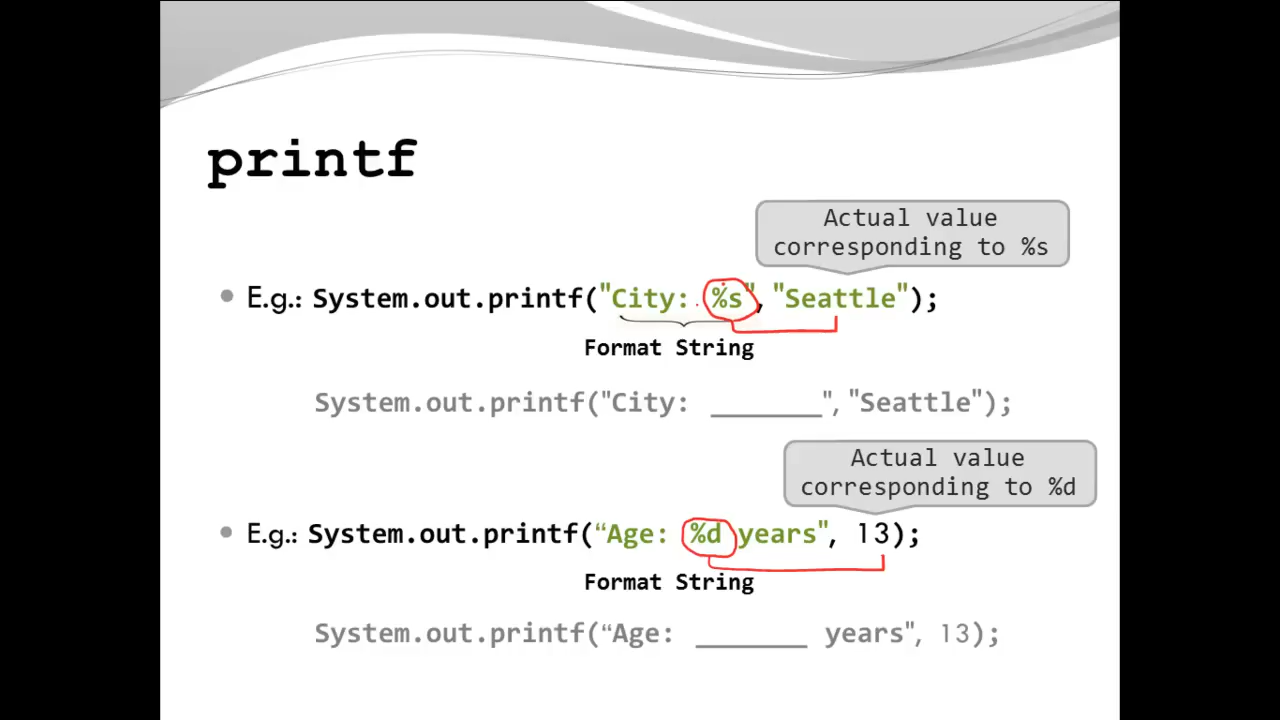 printf
Actual value
corresponding to %s
• E.g.: System.out.printf("City: %s", "Seattle");
Format String
System.out.printf("City: _______", "Seattle");
Actual value
corresponding to %d
• E.g.: System.out.printf(“Age: %d years", 13);
Format String
System.out.printf(“Age: _______ years", 13);